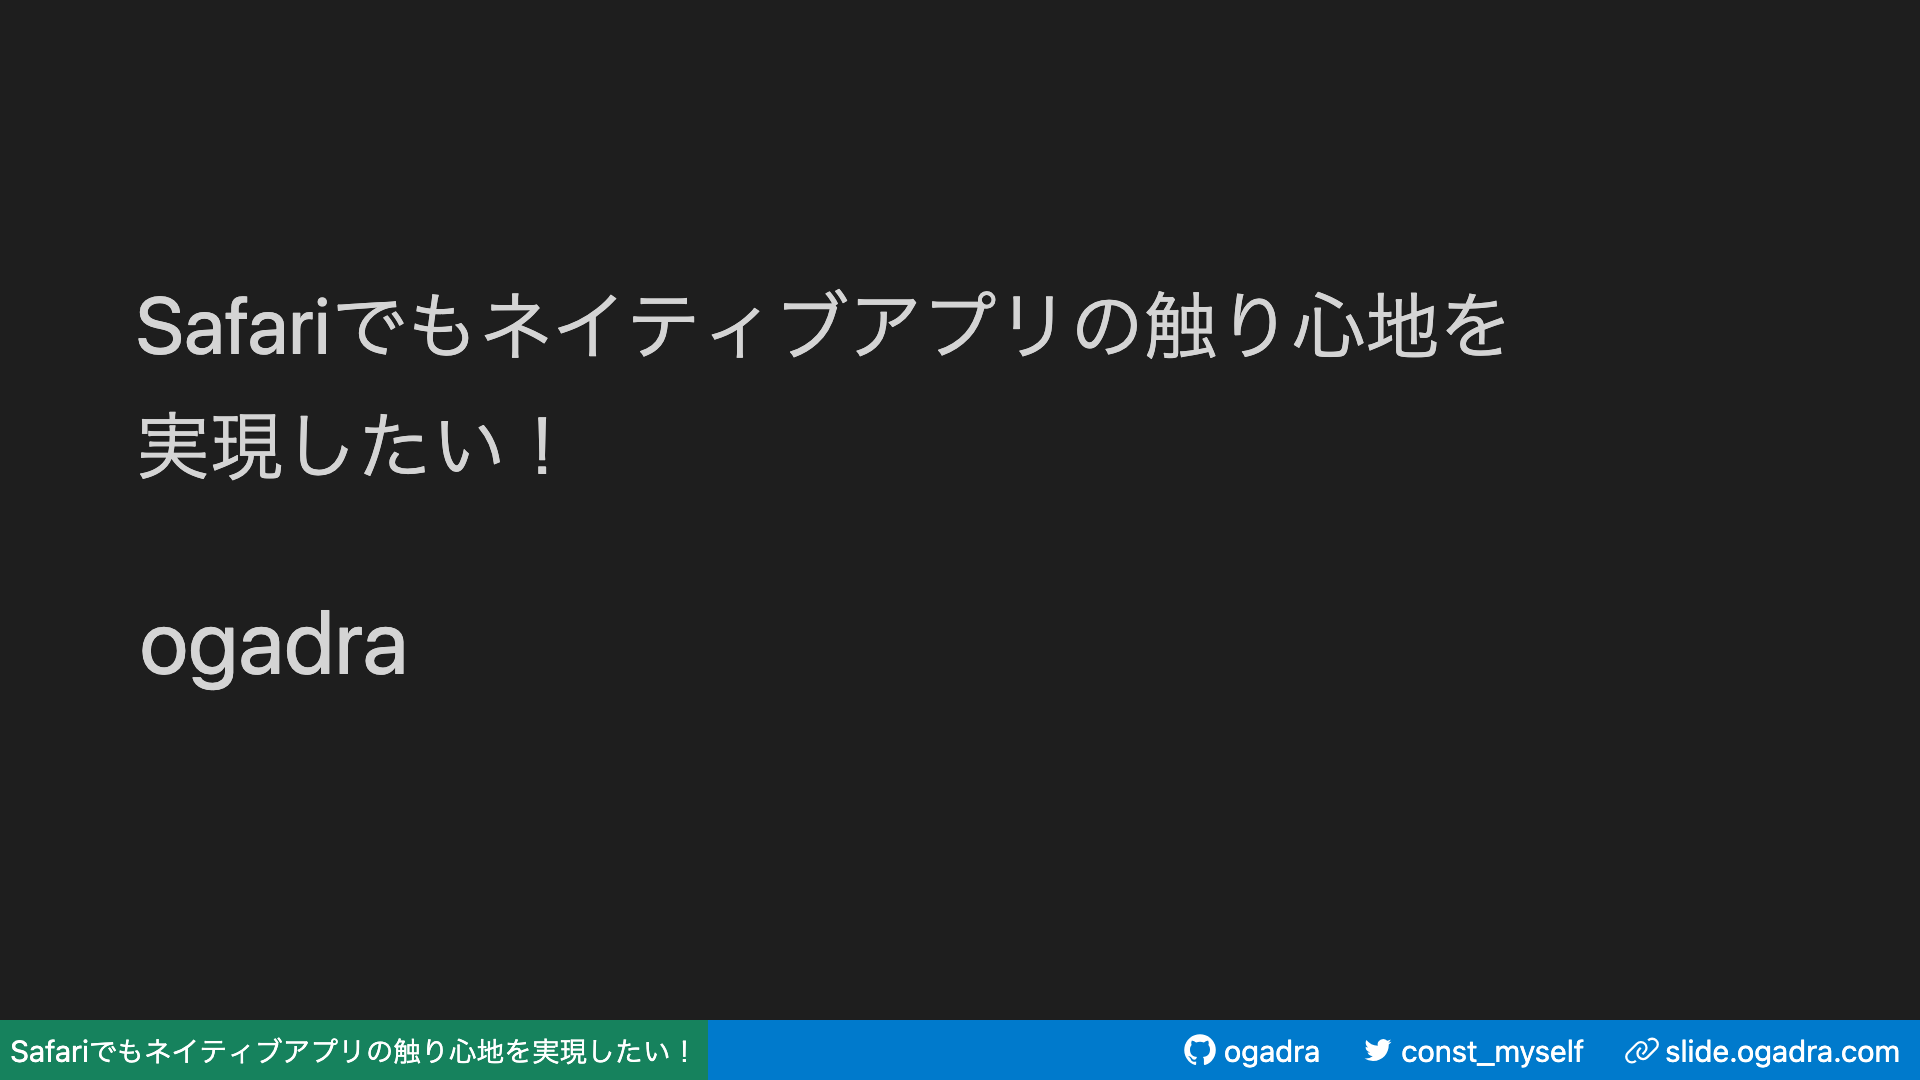 Safariでもネイティブアプリの触り心地を
実現したい！
ogadra
Safariでもネイティブアプリの触り心地を実現したい！
ogadra
const_myself
slide.ogadra.com